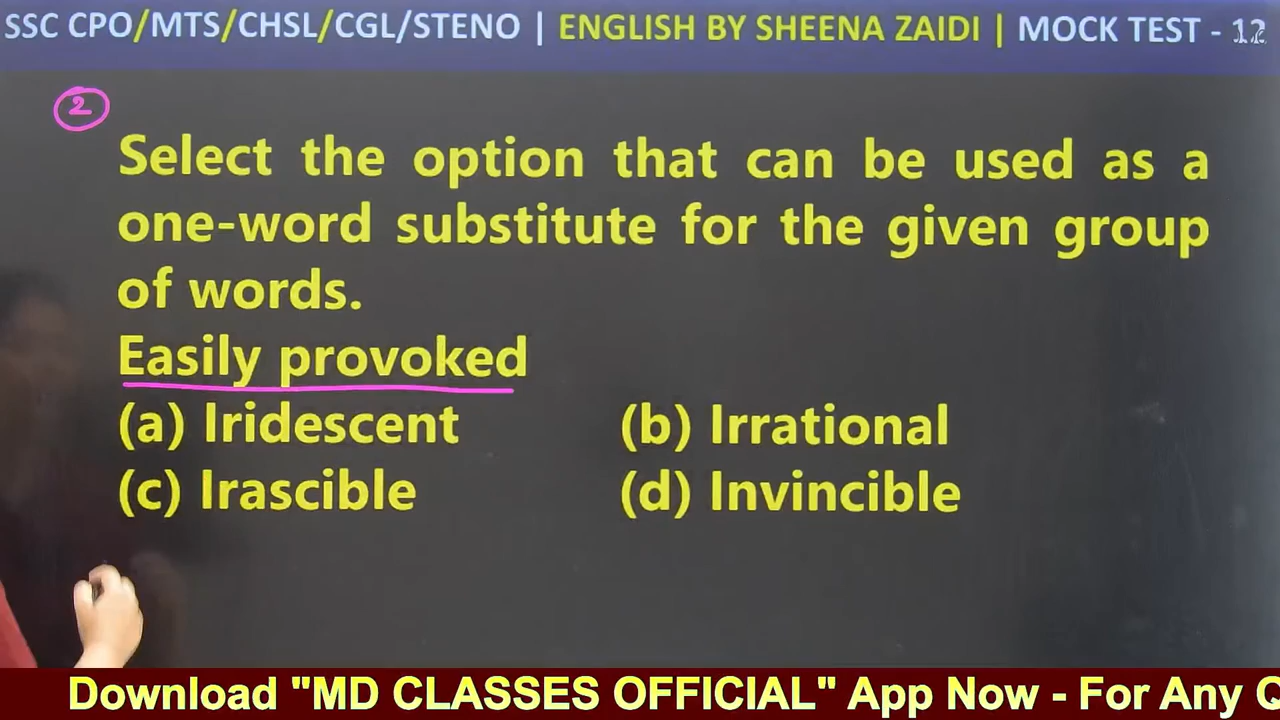 SSC CPO/MTS/CHSL/CGL/STENO | ENGLISH BY SHEENA ZAIDI | MOCK TEST - 12
2
Select the option that can be used as a
one-word substitute for the given group
of words.
Easily provoked
(a) Iridescent (b) Irrational
(c) Irascible (d) Invincible
Download "MD CLASSES OFFICIAL" App Now - For Any Q